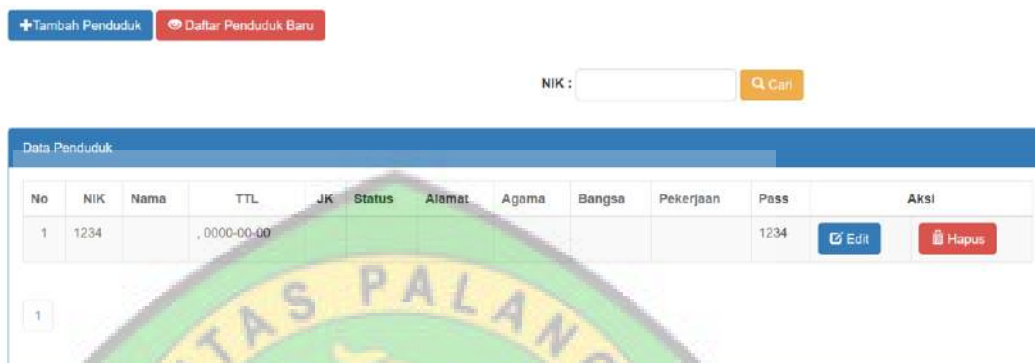 Tambah Penduduk Daftar Penduduk Baru
NIK : Cari
Data Penduduk
No NIK Nama TTL JK Status Alamat Agama Bangsa Pekerjaan Pass Aksi
1 1234 , 0000-00-00 1234 Edit Hapus
1
TAS PALANG